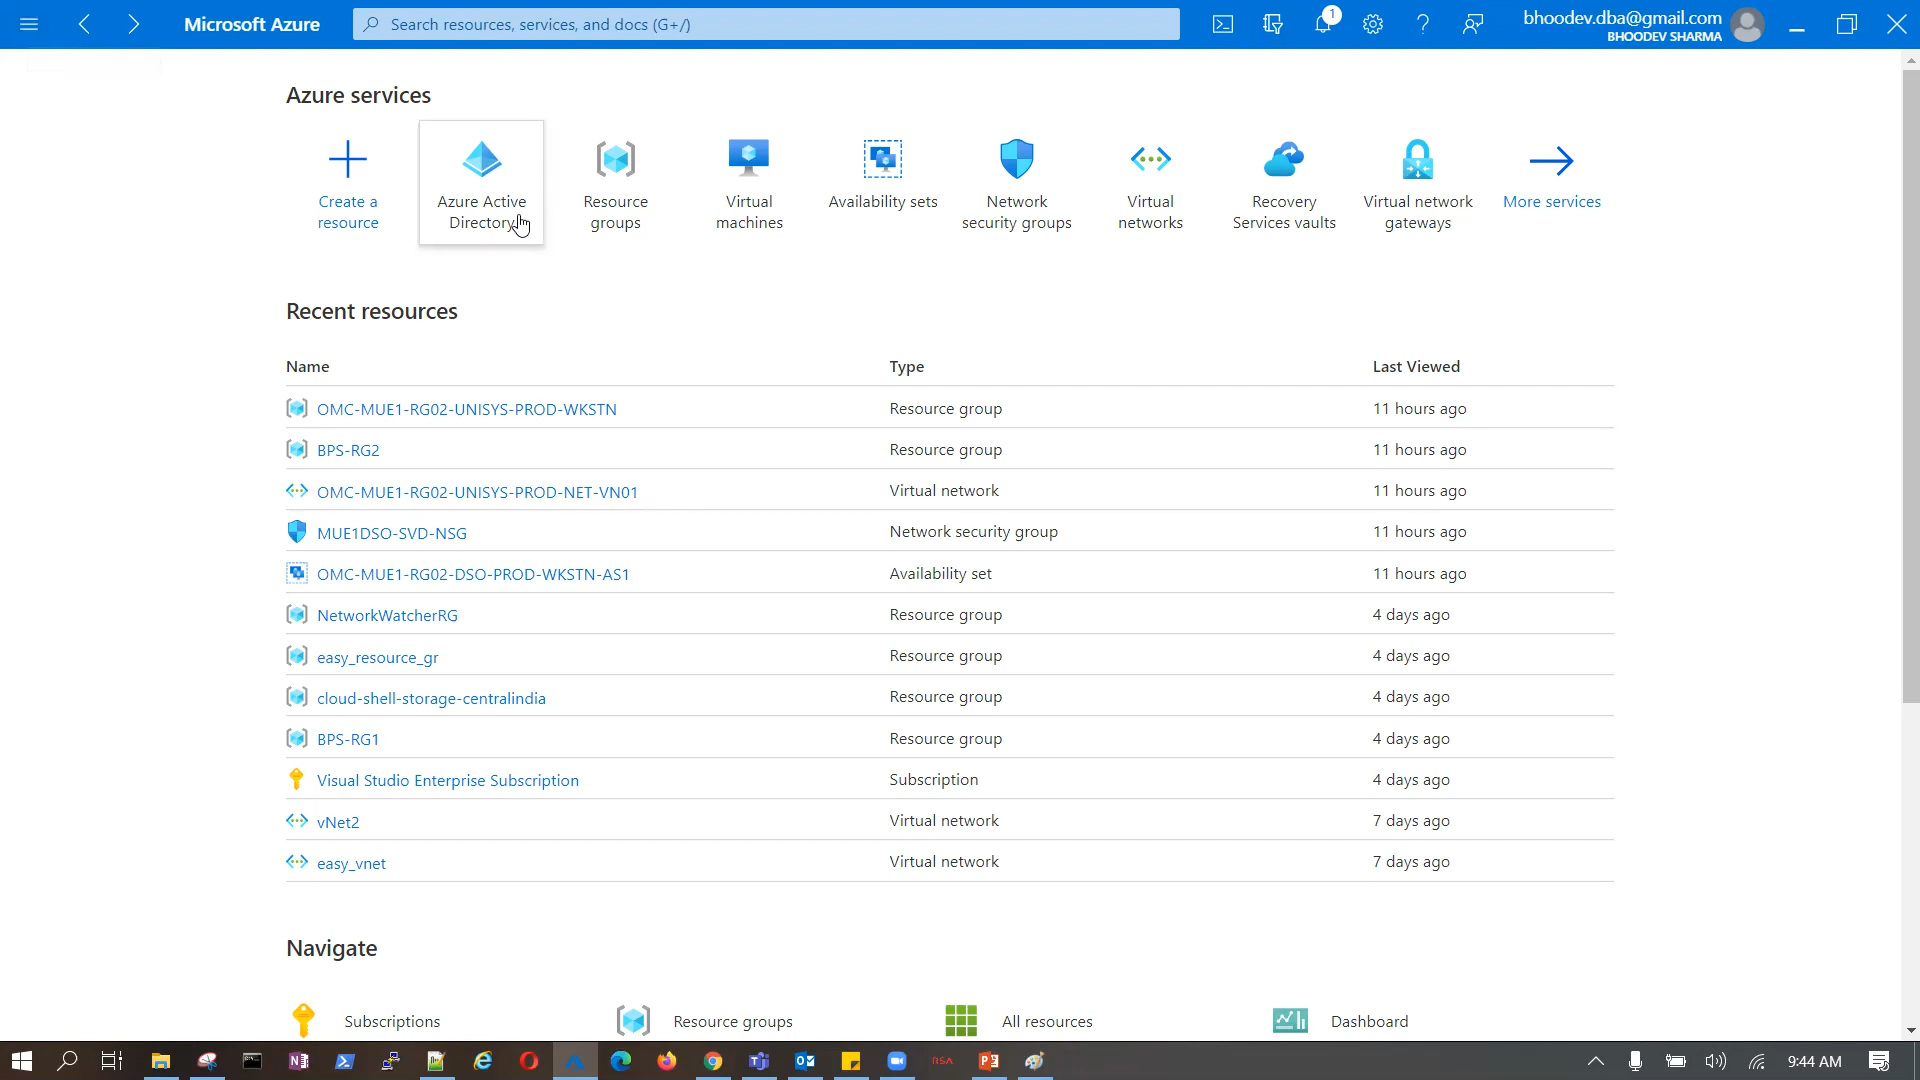 Microsoft Azure
Search resources, services, and docs (G+/)
1
bhoodev.dba@gmail.com
BHOODEV SHARMA
Azure services
Create a
resource
Azure Active
Directory
Resource
groups
Virtual
machines
Availability sets
Network
security groups
Virtual
networks
Recovery
Services vaults
Virtual network
gateways
More services
Recent resources
Name Type Last Viewed
OMC-MUE1-RG02-UNISYS-PROD-WKSTN Resource group 11 hours ago
BPS-RG2 Resource group 11 hours ago
OMC-MUE1-RG02-UNISYS-PROD-NET-VN01 Virtual network 11 hours ago
MUE1DSO-SVD-NSG Network security group 11 hours ago
OMC-MUE1-RG02-DSO-PROD-WKSTN-AS1 Availability set 11 hours ago
NetworkWatcherRG Resource group 4 days ago
easy_resource_gr Resource group 4 days ago
cloud-shell-storage-centralindia Resource group 4 days ago
BPS-RG1 Resource group 4 days ago
Visual Studio Enterprise Subscription Subscription 4 days ago
vNet2 Virtual network 7 days ago
easy_vnet Virtual network 7 days ago
Navigate
Subscriptions Resource groups All resources Dashboard
RSA
9:44 AM